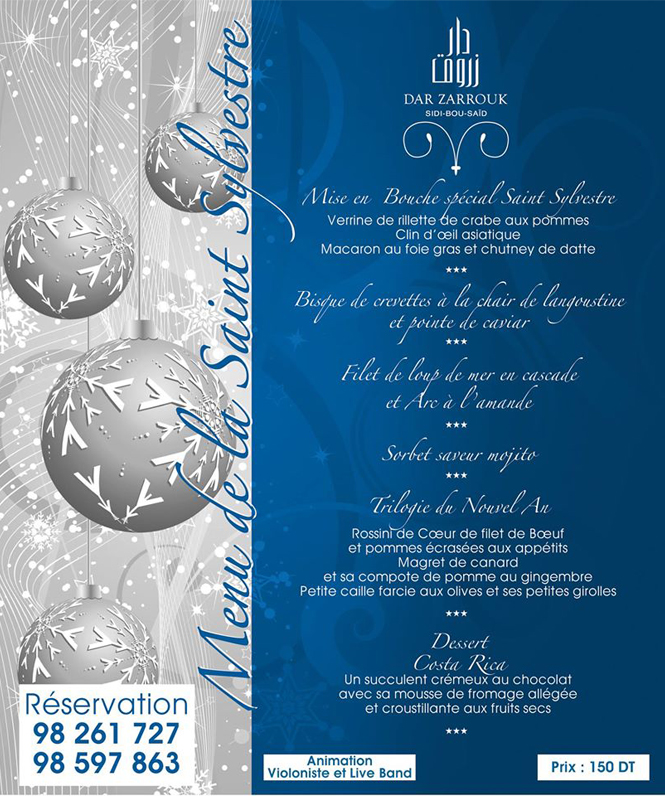 Menu de la Saint Sylvestre
دار
زروق
DAR ZARROUK
SIDI-BOU-SAÏD
Mise en Bouche spécial Saint Sylvestre
Verrine de rillette de crabe aux pommes
Clin d'œil asiatique
Macaron au foie gras et chutney de datte
***
Bisque de crevettes à la chair de langoustine
et pointe de caviar
***
Filet de loup de mer en cascade
et Arc à l'amande
***
Sorbet saveur mojito
***
Trilogie du Nouvel An
Rossini de Cœur de filet de Bœuf
et pommes écrasées aux appétits
Magret de canard
et sa compote de pomme au gingembre
Petite caille farcie aux olives et ses petites girolles
***
Dessert
Costa Rica
Un succulent crémeux au chocolat
avec sa mousse de fromage allégée
et croustillante aux fruits secs
***
Réservation
98 261 727
98 597 863
Animation
Violoniste et Live Band
Prix : 150 DT